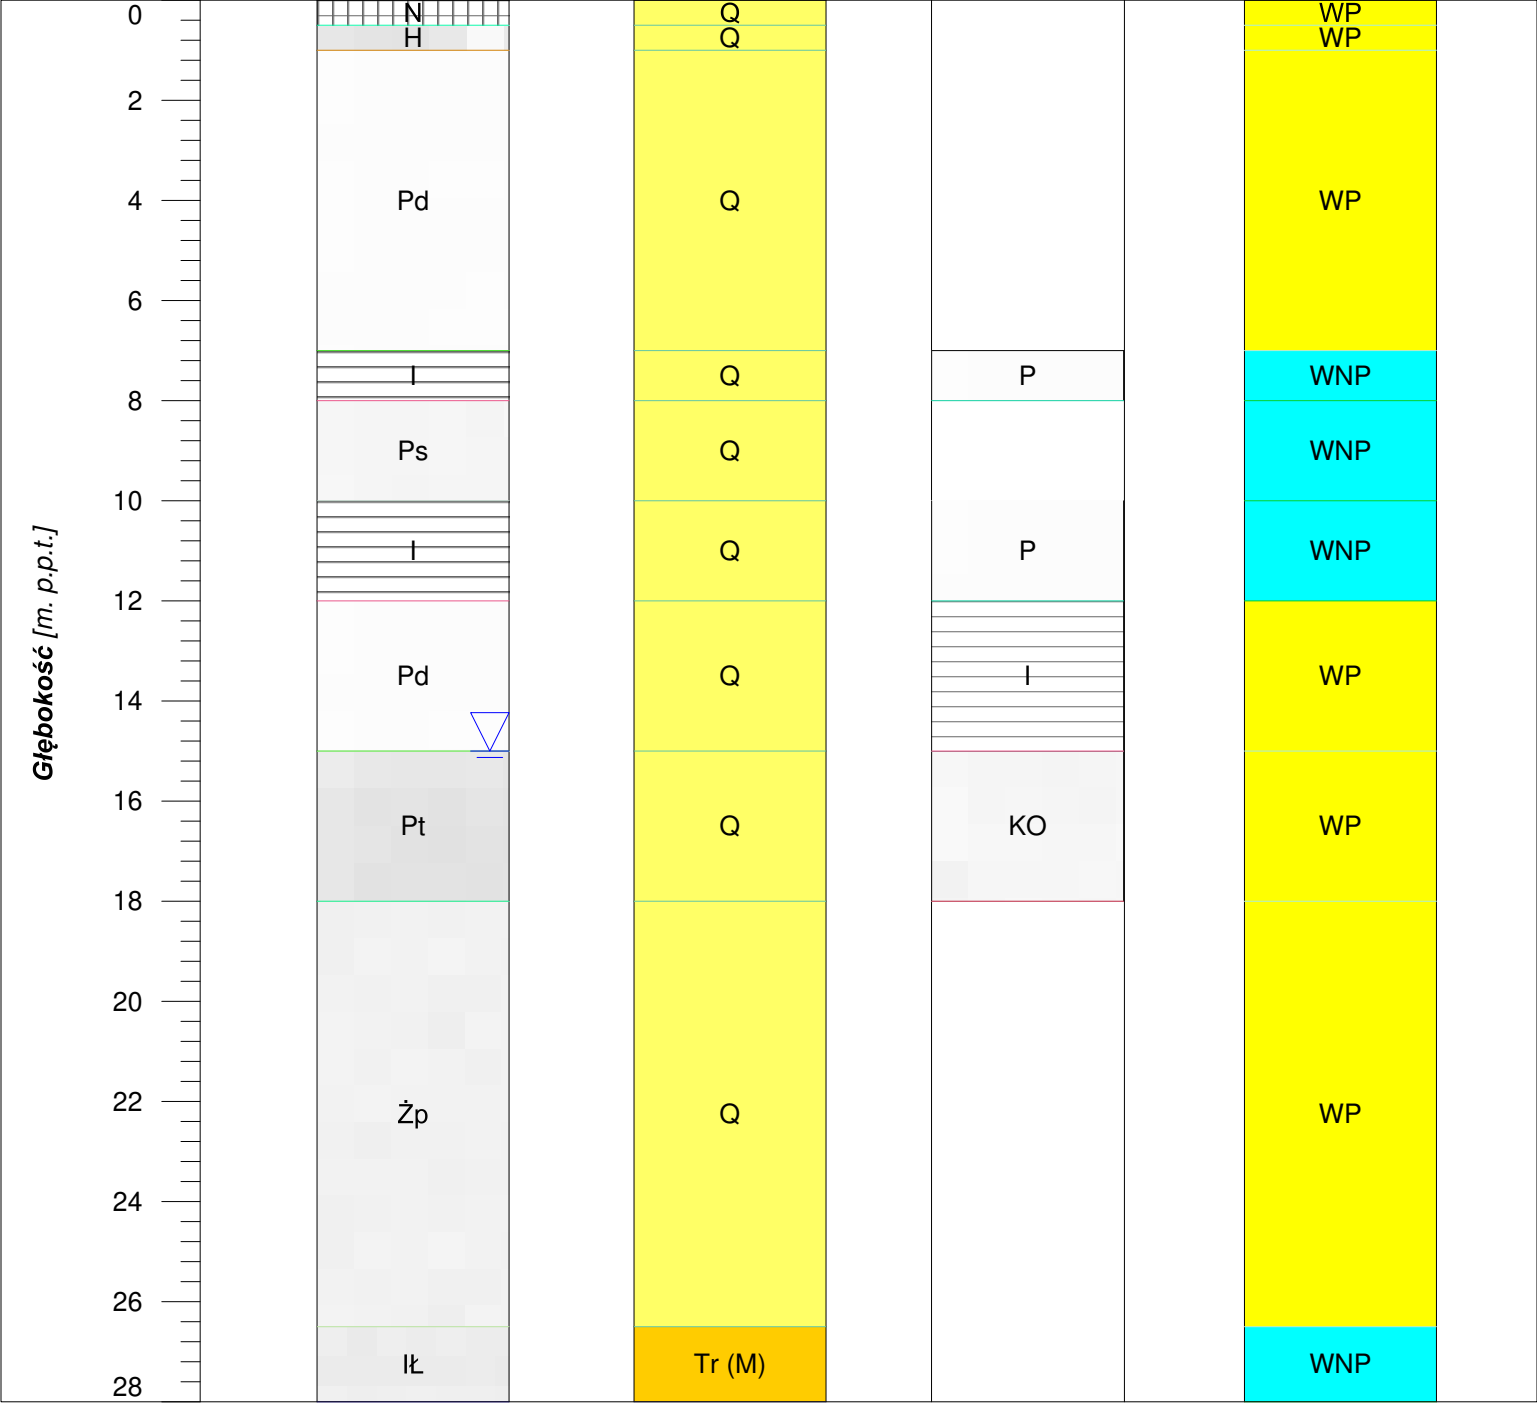 0 N Q WP
H Q WP
2
4 Pd Q WP
6
I Q P WNP
8
Ps Q WNP
10
I Q P WNP
12
Pd Q I WP
14
Głębokość [m. p.p.t.]
16
Pt Q KO WP
18
20
22
Żp Q WP
24
26
IŁ Tr (M) WNP
28